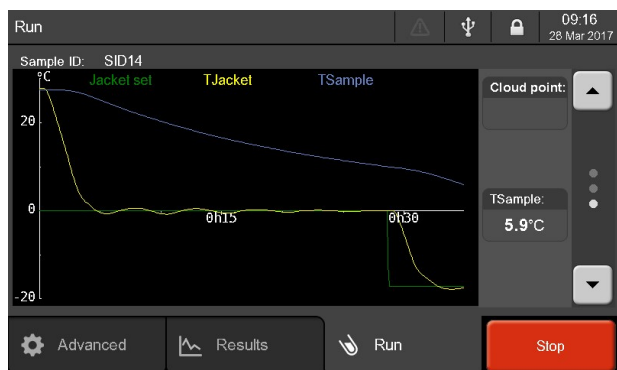 Run
09:16
28 Mar 2017
Sample ID: SID14
°C
Jacket set TJacket TSample
Cloud point:
20
TSample:
0
0h15 0h30
5.9°C
-20
Advanced
Results
Run
Stop